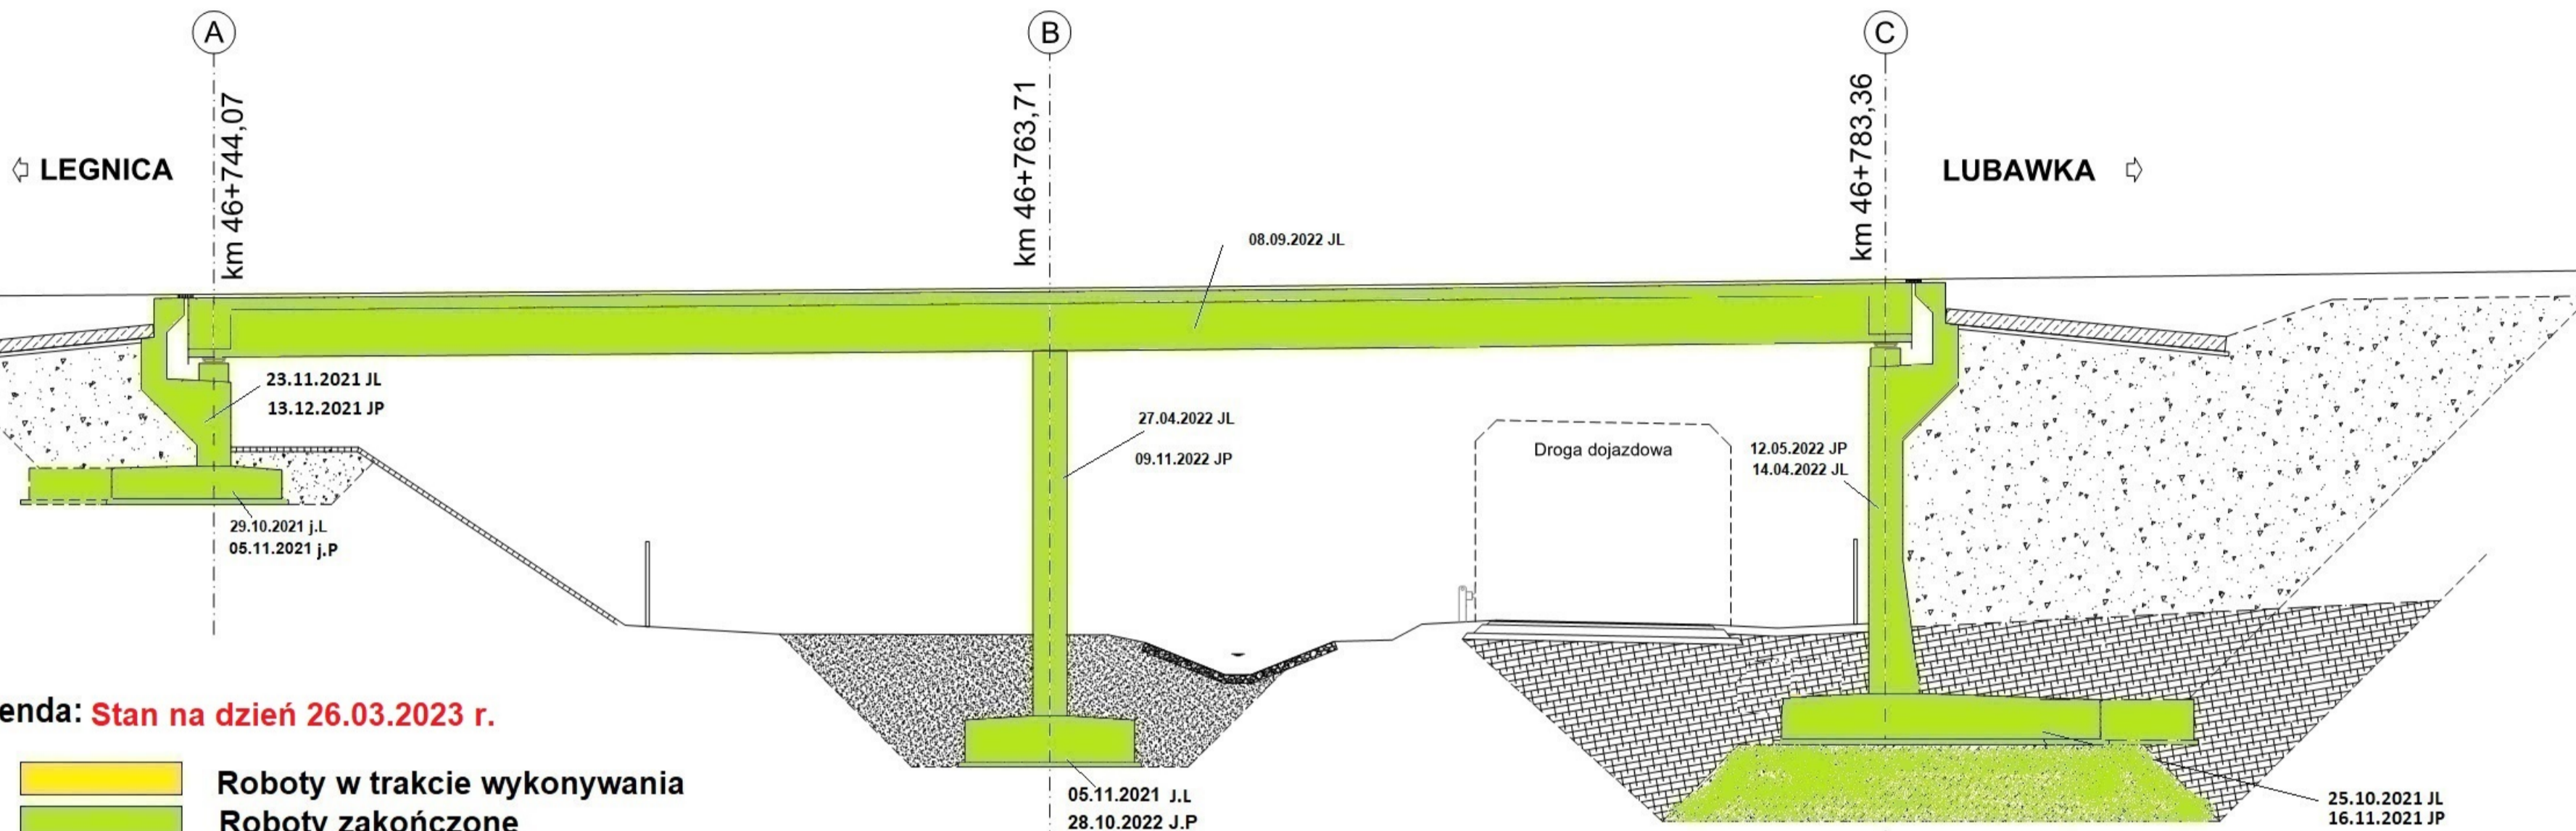 A
B
C
km 46+744,07
km 46+763,71
km 46+783,36
LEGNICA
LUBAWKA
08.09.2022 JL
23.11.2021 JL
13.12.2021 JP
27.04.2022 JL
09.11.2022 JP
Droga dojazdowa
12.05.2022 JP
14.04.2022 JL
29.10.2021 j.L
05.11.2021 j.P
enda: Stan na dzień 26.03.2023 r.
Roboty w trakcie wykonywania
Roboty zakończone
05.11.2021 J.L
28.10.2022 J.P
25.10.2021 JL
16.11.2021 JP